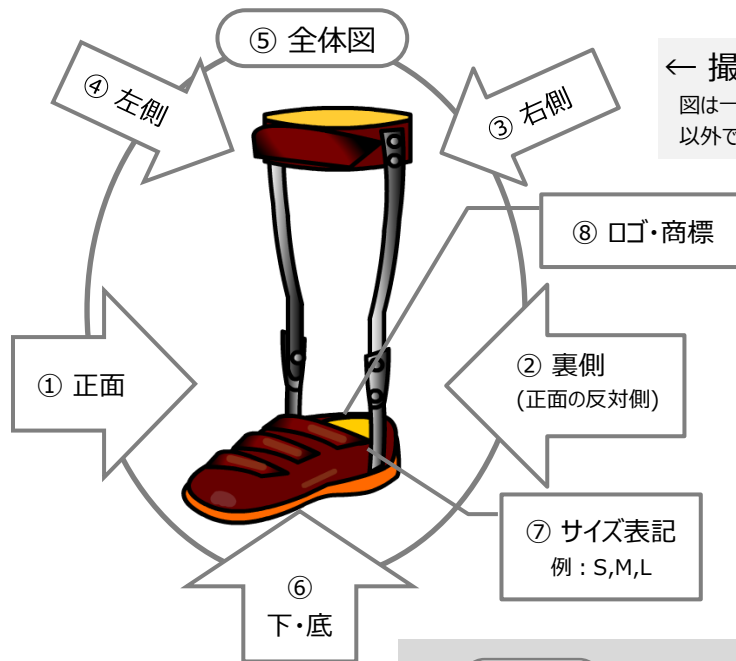 ⑤ 全体図
④ 左側
③ 右側
← 撮
図は一
以外で
⑧ ロゴ・商標
① 正面
② 裏側
(正面の反対側)
⑦ サイズ表記
例：S,M,L
⑥
下・底